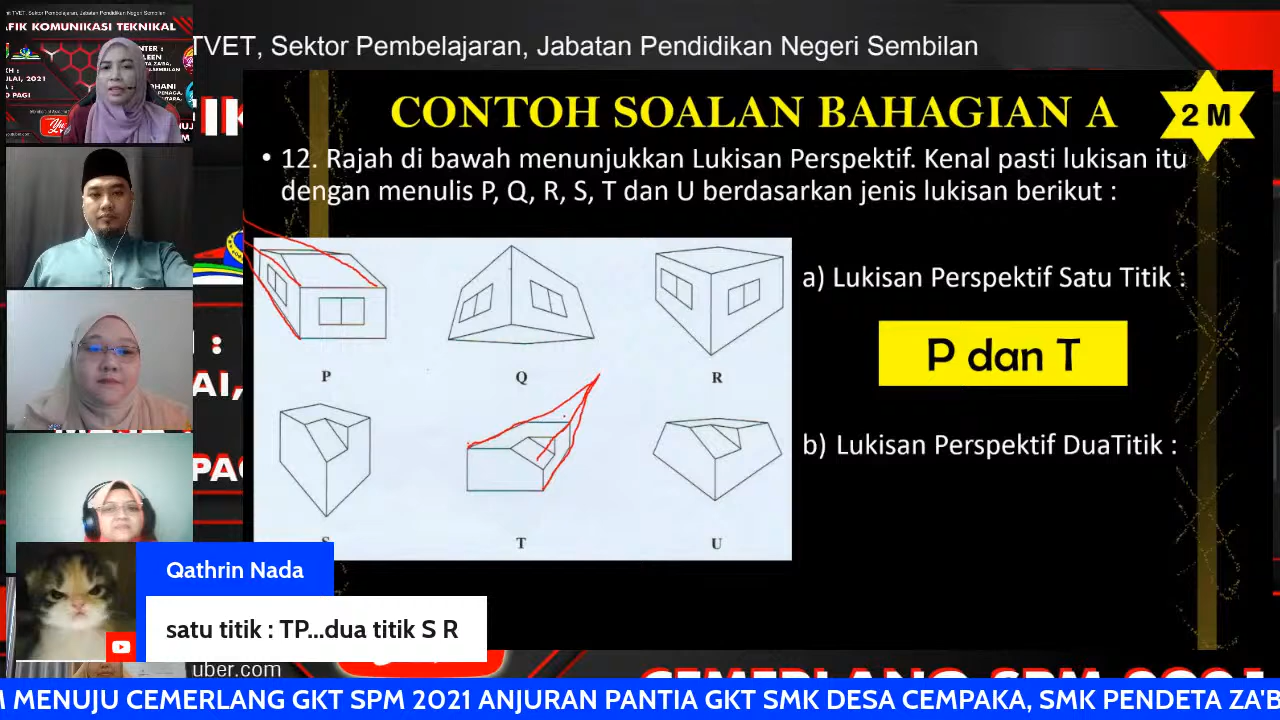 TVET, Sektor Pembelajaran, Jabatan Pendidikan Negeri Sembilan
CONTOH SOALAN BAHAGIAN A
2 M
• 12. Rajah di bawah menunjukkan Lukisan Perspektif. Kenal pasti lukisan itu
dengan menulis P, Q, R, S, T dan U berdasarkan jenis lukisan berikut :
a) Lukisan Perspektif Satu Titik :
P dan T
b) Lukisan Perspektif DuaTitik :
P
Q
R
S
T
U
Qathrin Nada
satu titik : TP...dua titik S R
uber.com
MENUJU CEMERLANG GKT SPM 2021 ANJURAN PANTIA GKT SMK DESA CEMPAKA, SMK PENDETA ZA'B